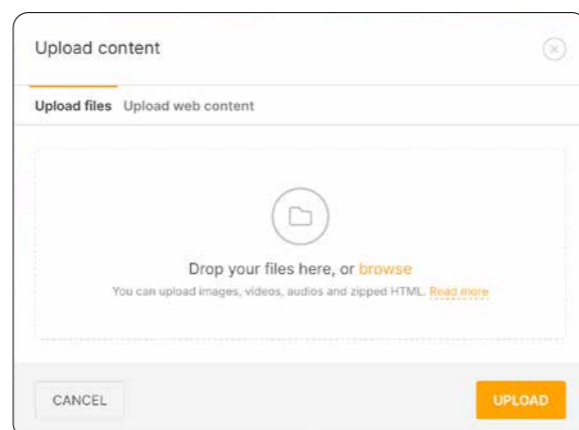 Upload content
Upload files Upload web content
Drop your files here, or browse
You can upload images, videos, audios and zipped HTML. Read more
CANCEL
UPLOAD